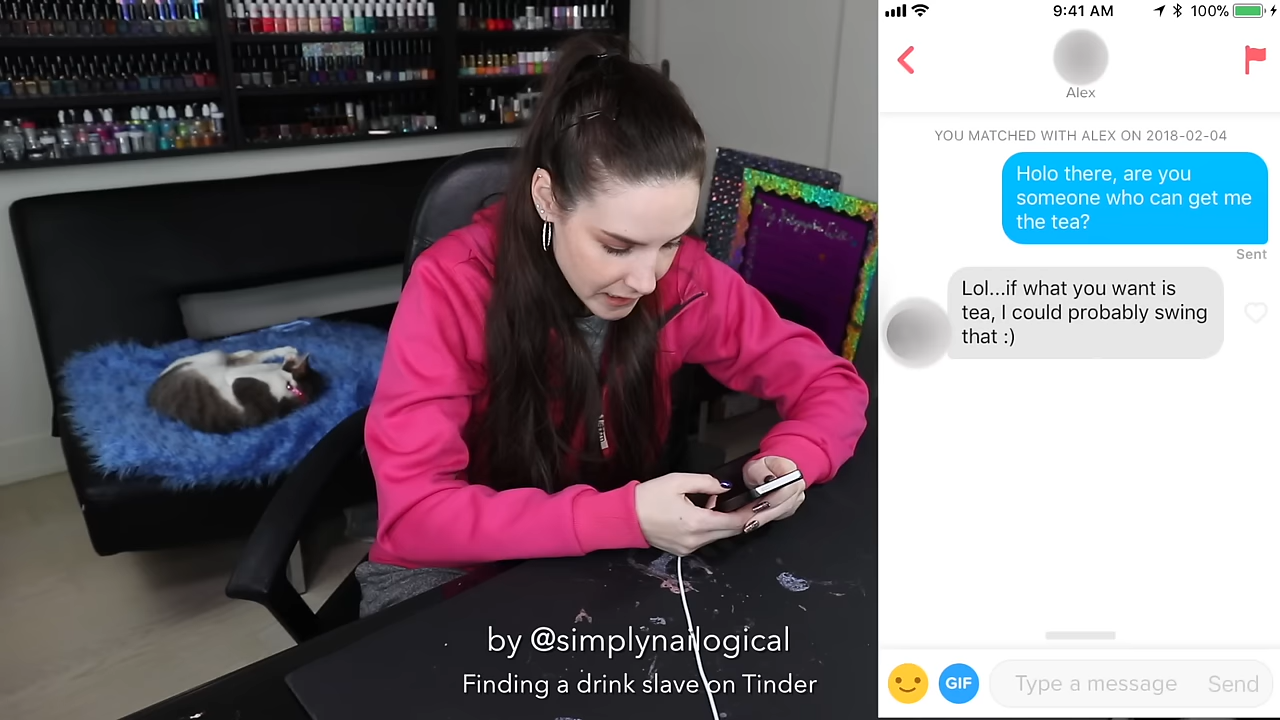 9:41 AM
100%
Alex
YOU MATCHED WITH ALEX ON 2018-02-04
Holo there, are you
someone who can get me
the tea?
Sent
Lol...if what you want is
tea, I could probably swing
that :)
by @simplynailogical
Finding a drink slave on Tinder
GIF
Type a message
Send